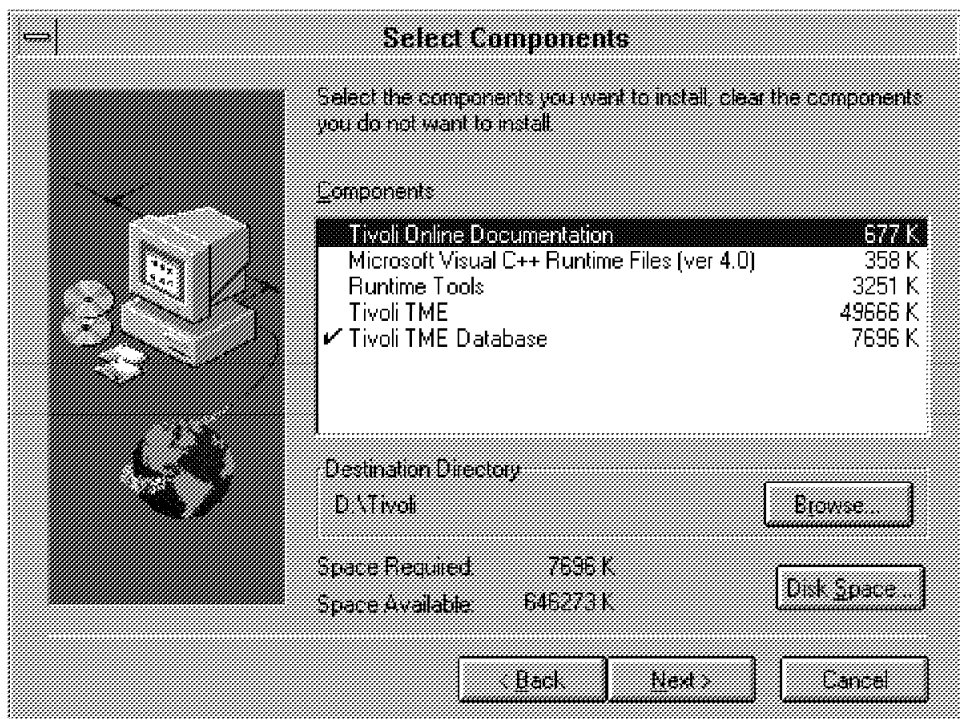 Select Components
Select the components you want to install, clear the components
you do not want to install.
Components
Tivoli Online Documentation 677 K
Microsoft Visual C++ Runtime Files (ver 4.0) 358 K
Runtime Tools 3251 K
Tivoli TME 49666 K
✔ Tivoli TME Database 7696 K
Destination Directory
D:\Tivoli
Browse...
Space Required: 7696 K
Space Available: 646273 K
Disk Space...
< Back
Next >
Cancel